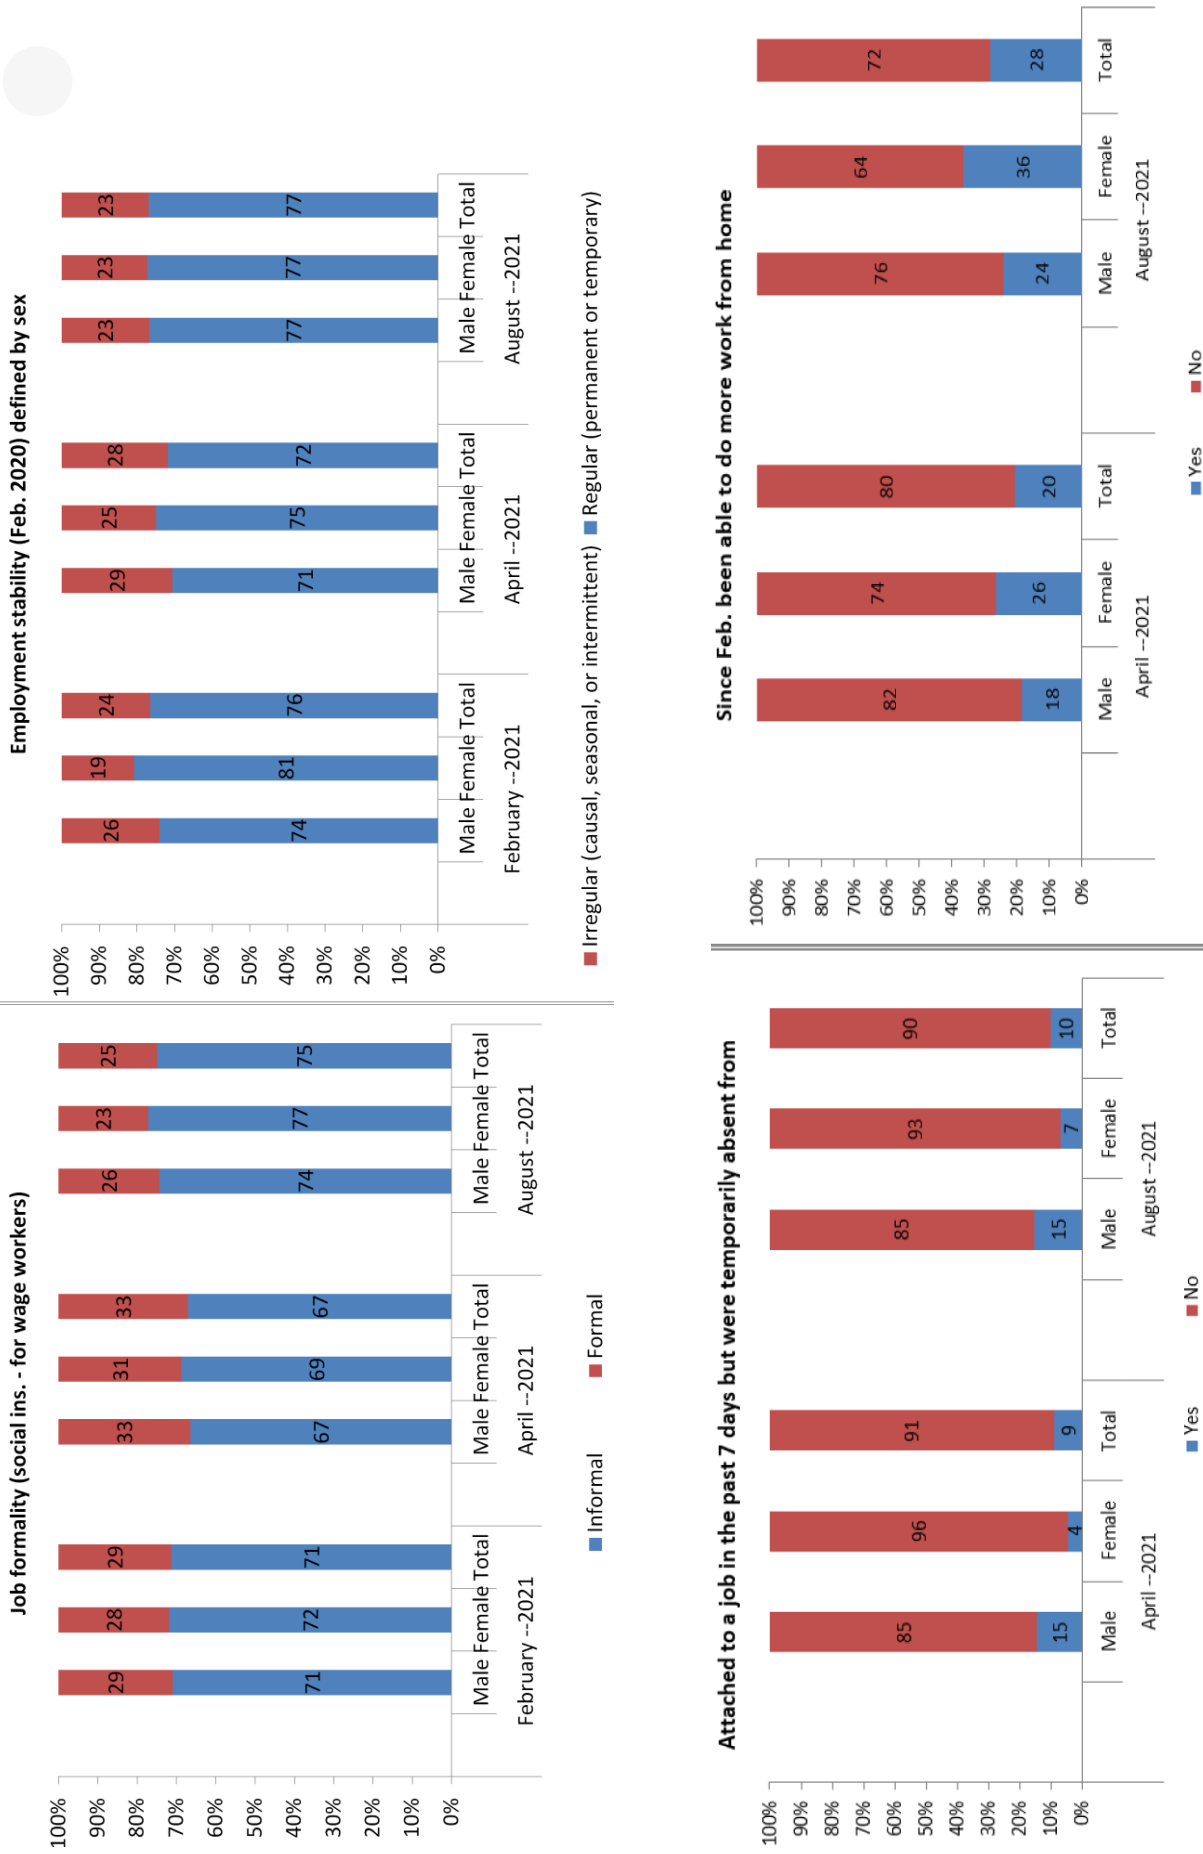 Job formality (social ins. - for wage workers)
100%
90%
80%
70%
60%
50%
40%
30%
20%
10%
0%
29 28 29 33 31 33 26 23 25
71 72 71 67 69 67 74 77 75
Male Female Total Male Female Total Male Female Total
February --2021 April --2021 August --2021
Informal Formal
Employment stability (Feb. 2020) defined by sex
100%
90%
80%
70%
60%
50%
40%
30%
20%
10%
0%
26 19 24 29 25 28 23 23 23
74 81 76 71 75 72 77 77 77
Male Female Total Male Female Total Male Female Total
February --2021 April --2021 August --2021
Irregular (causal, seasonal, or intermittent) Regular (permanent or temporary)
Attached to a job in the past 7 days but were temporarily absent from
100%
90%
80%
70%
60%
50%
40%
30%
20%
10%
0%
85 96 91 85 93 90
15 4 9 15 7 10
Male Female Total Male Female Total
April --2021 August --2021
Yes No
Since Feb. been able to do more work from home
100%
90%
80%
70%
60%
50%
40%
30%
20%
10%
0%
82 74 80 76 64 72
18 26 20 24 36 28
Male Female Total Male Female Total
April --2021 August --2021
Yes No